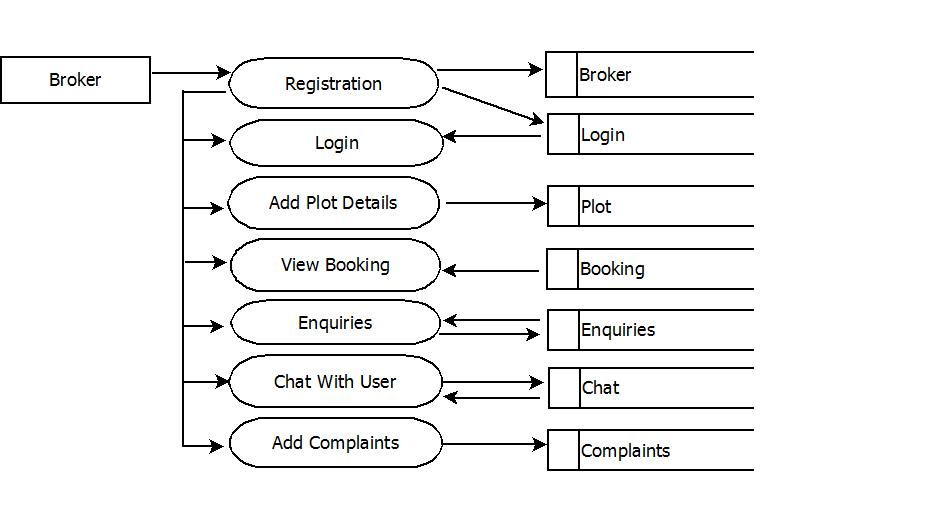 Broker
Registration
Broker
Login
Login
Add Plot Details
Plot
View Booking
Booking
Enquiries
Enquiries
Chat With User
Chat
Add Complaints
Complaints